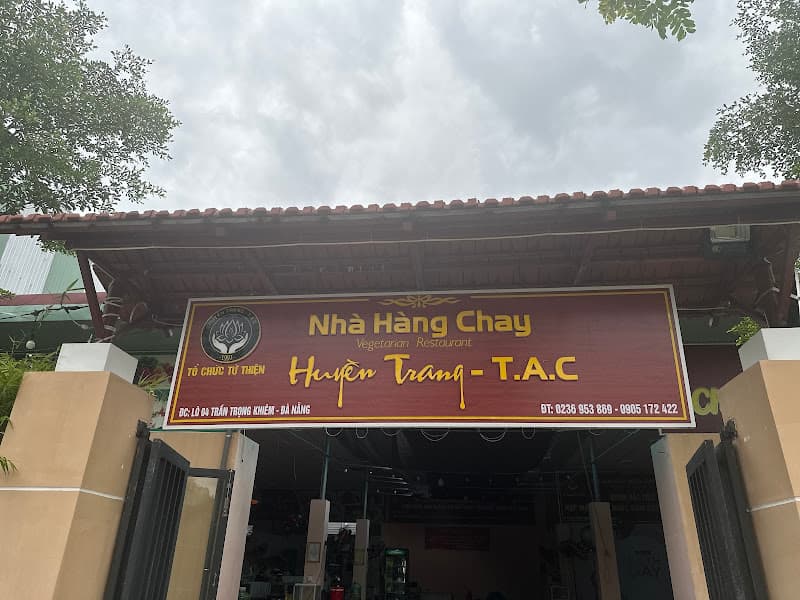 Nhà Hàng Chay
Vegetarian Restaurant
Huyền Trang - T.A.C
TỔ CHỨC TỪ THIỆN
ĐC: LÔ 04 TRẦN TRỌNG KHIÊM - ĐÀ NẴNG
ĐT: 0236 953 869 - 0905 172 422